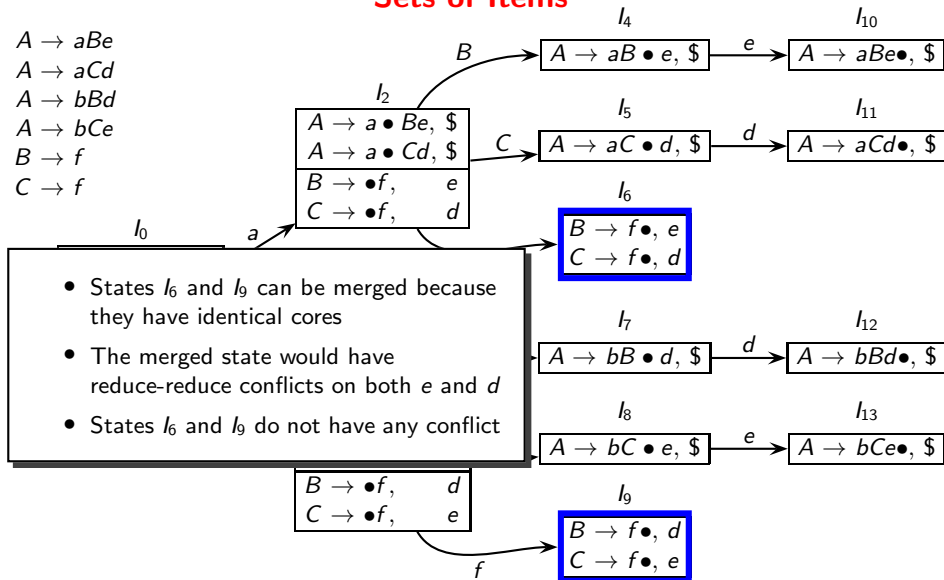 Sets of Items
A → aBe
A → aCd
A → bBd
A → bCe
B → f
C → f
I0
a
I2
A → a • Be, $
A → a • Cd, $
B → •f, e
C → •f, d
B
C
I4
A → aB • e, $
e
I10
A → aBe•, $
I5
A → aC • d, $
d
I11
A → aCd•, $
I6
B → f•, e
C → f•, d
• States I6 and I9 can be merged because
they have identical cores
• The merged state would have
reduce-reduce conflicts on both e and d
• States I6 and I9 do not have any conflict
I7
A → bB • d, $
d
I12
A → bBd•, $
I8
A → bC • e, $
e
I13
A → bCe•, $
B → •f, d
C → •f, e
f
I9
B → f•, d
C → f•, e